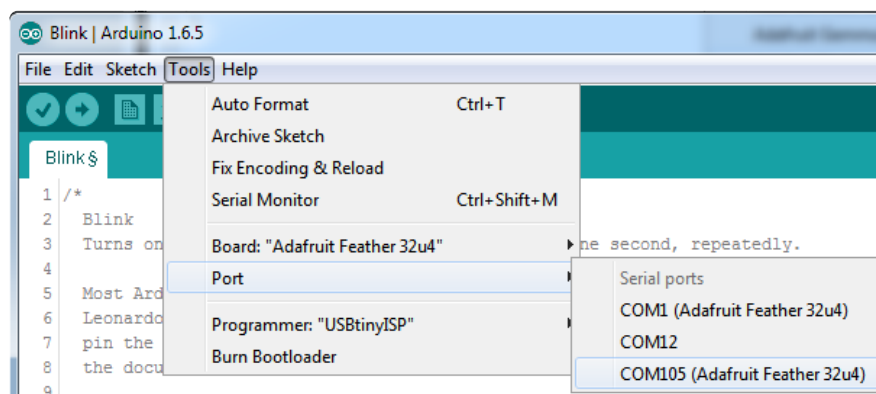 Blink | Arduino 1.6.5
File Edit Sketch Tools Help
Auto Format Ctrl+T
Archive Sketch
Fix Encoding & Reload
Serial Monitor Ctrl+Shift+M
Board: "Adafruit Feather 32u4"
Port
Programmer: "USBtinyISP"
Burn Bootloader
Serial ports
COM1 (Adafruit Feather 32u4)
COM12
COM105 (Adafruit Feather 32u4)
Blink §
1 /*
2 Blink
3 Turns on ne second, repeatedly.
4
5 Most Ard
6 Leonardo
7 pin the
8 the docu
9